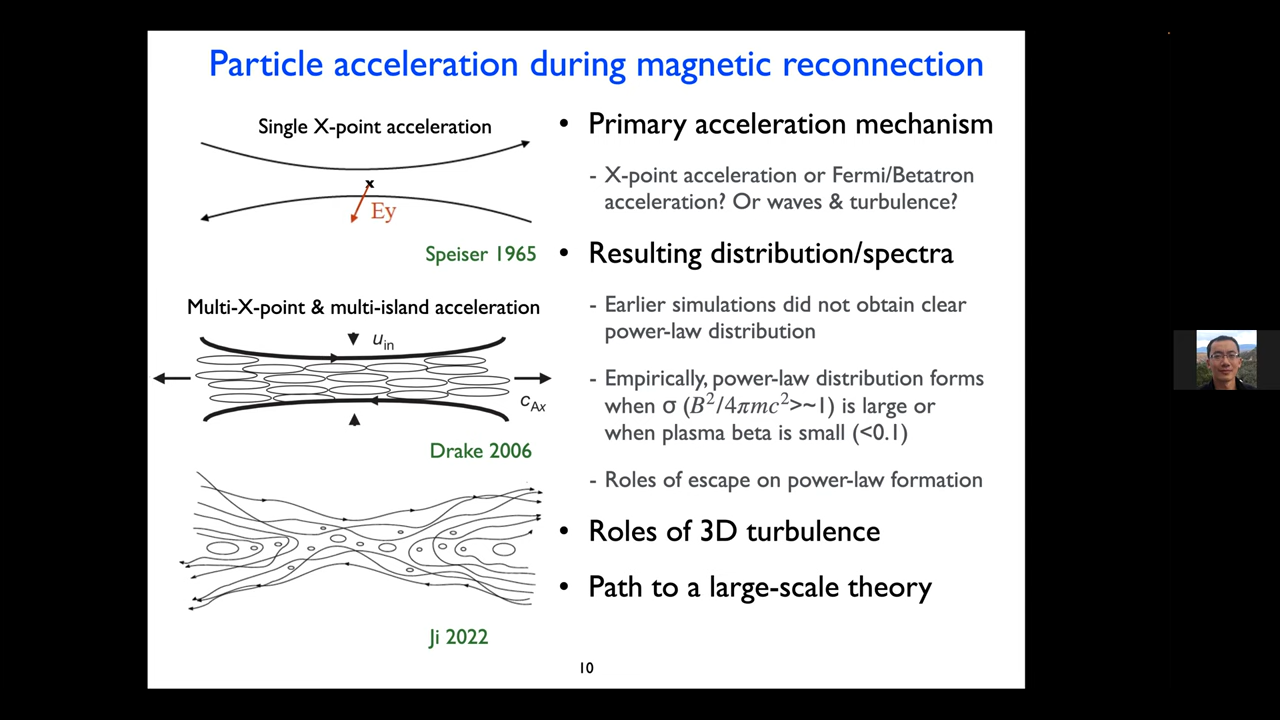 Particle acceleration during magnetic reconnection
Single X-point acceleration
x
Ey
Speiser 1965
Multi-X-point & multi-island acceleration
u_in
c_Ax
Drake 2006
Ji 2022
• Primary acceleration mechanism
- X-point acceleration or Fermi/Betatron
acceleration? Or waves & turbulence?
• Resulting distribution/spectra
- Earlier simulations did not obtain clear
power-law distribution
- Empirically, power-law distribution forms
when σ (B²/4πmc²>~1) is large or
when plasma beta is small (<0.1)
- Roles of escape on power-law formation
• Roles of 3D turbulence
• Path to a large-scale theory
10